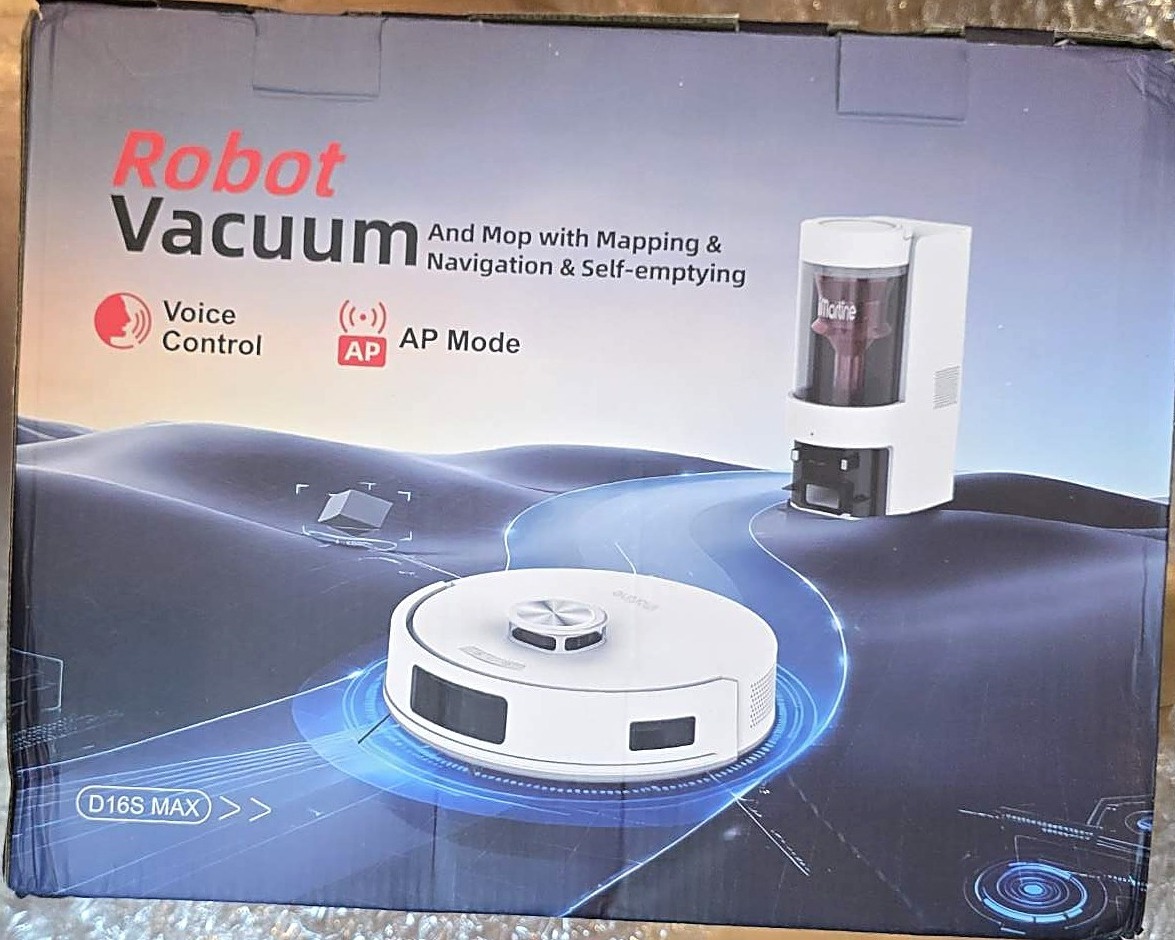 Robot
Vacuum
And Mop with Mapping &
Navigation & Self-emptying
Voice
Control
AP
AP Mode
D16S MAX